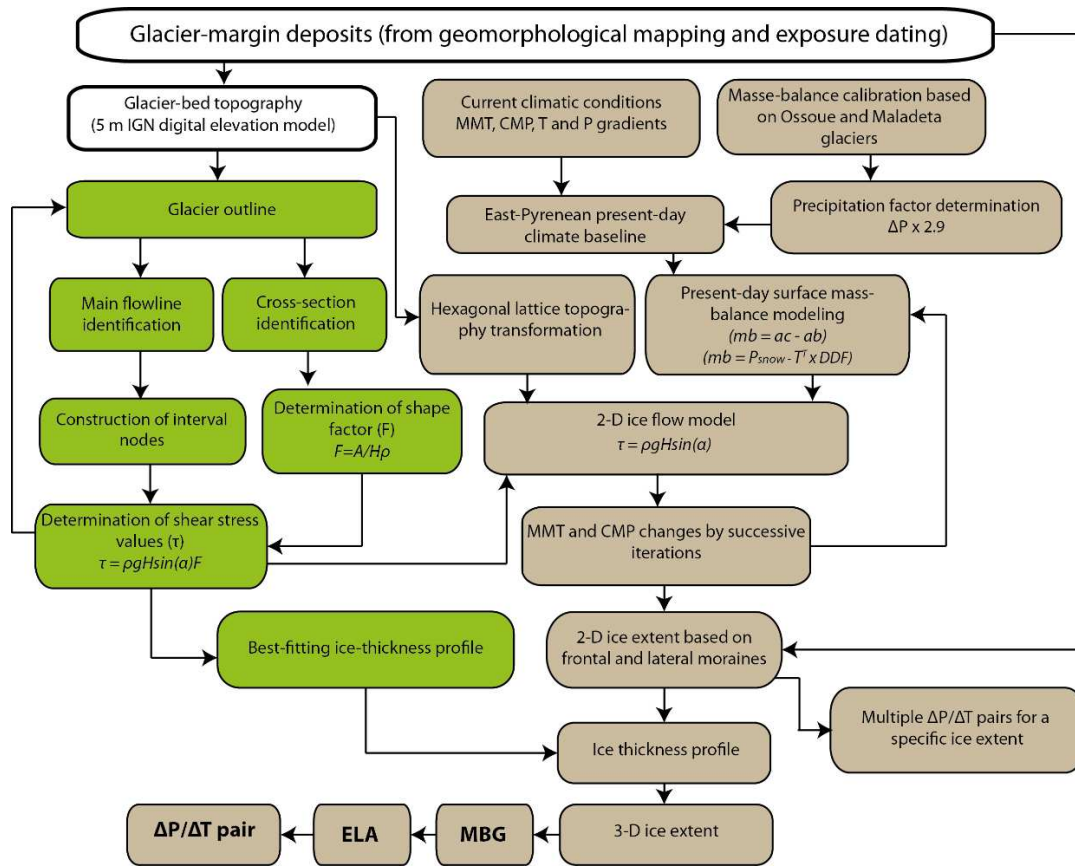 Glacier-margin deposits (from geomorphological mapping and exposure dating)
Glacier-bed topography
(5 m IGN digital elevation model)
Current climatic conditions
MMT, CMP, T and P gradients
Masse-balance calibration based
on Ossoue and Maladeta
glaciers
Glacier outline
East-Pyrenean present-day
climate baseline
Precipitation factor determination
ΔP x 2.9
Main flowline
identification
Cross-section
identification
Hexagonal lattice topogra-
phy transformation
Present-day surface mass-
balance modeling
(mb = ac - ab)
(mb = Psnow - Tᵀ x DDF)
Construction of interval
nodes
Determination of shape
factor (F)
F=A/Hρ
2-D ice flow model
τ = ρgHsin(α)
Determination of shear stress
values (τ)
τ = ρgHsin(α)F
MMT and CMP changes by successive
iterations
Best-fitting ice-thickness profile
2-D ice extent based on
frontal and lateral moraines
Multiple ΔP/ΔT pairs for a
specific ice extent
Ice thickness profile
ΔP/ΔT pair
ELA
MBG
3-D ice extent